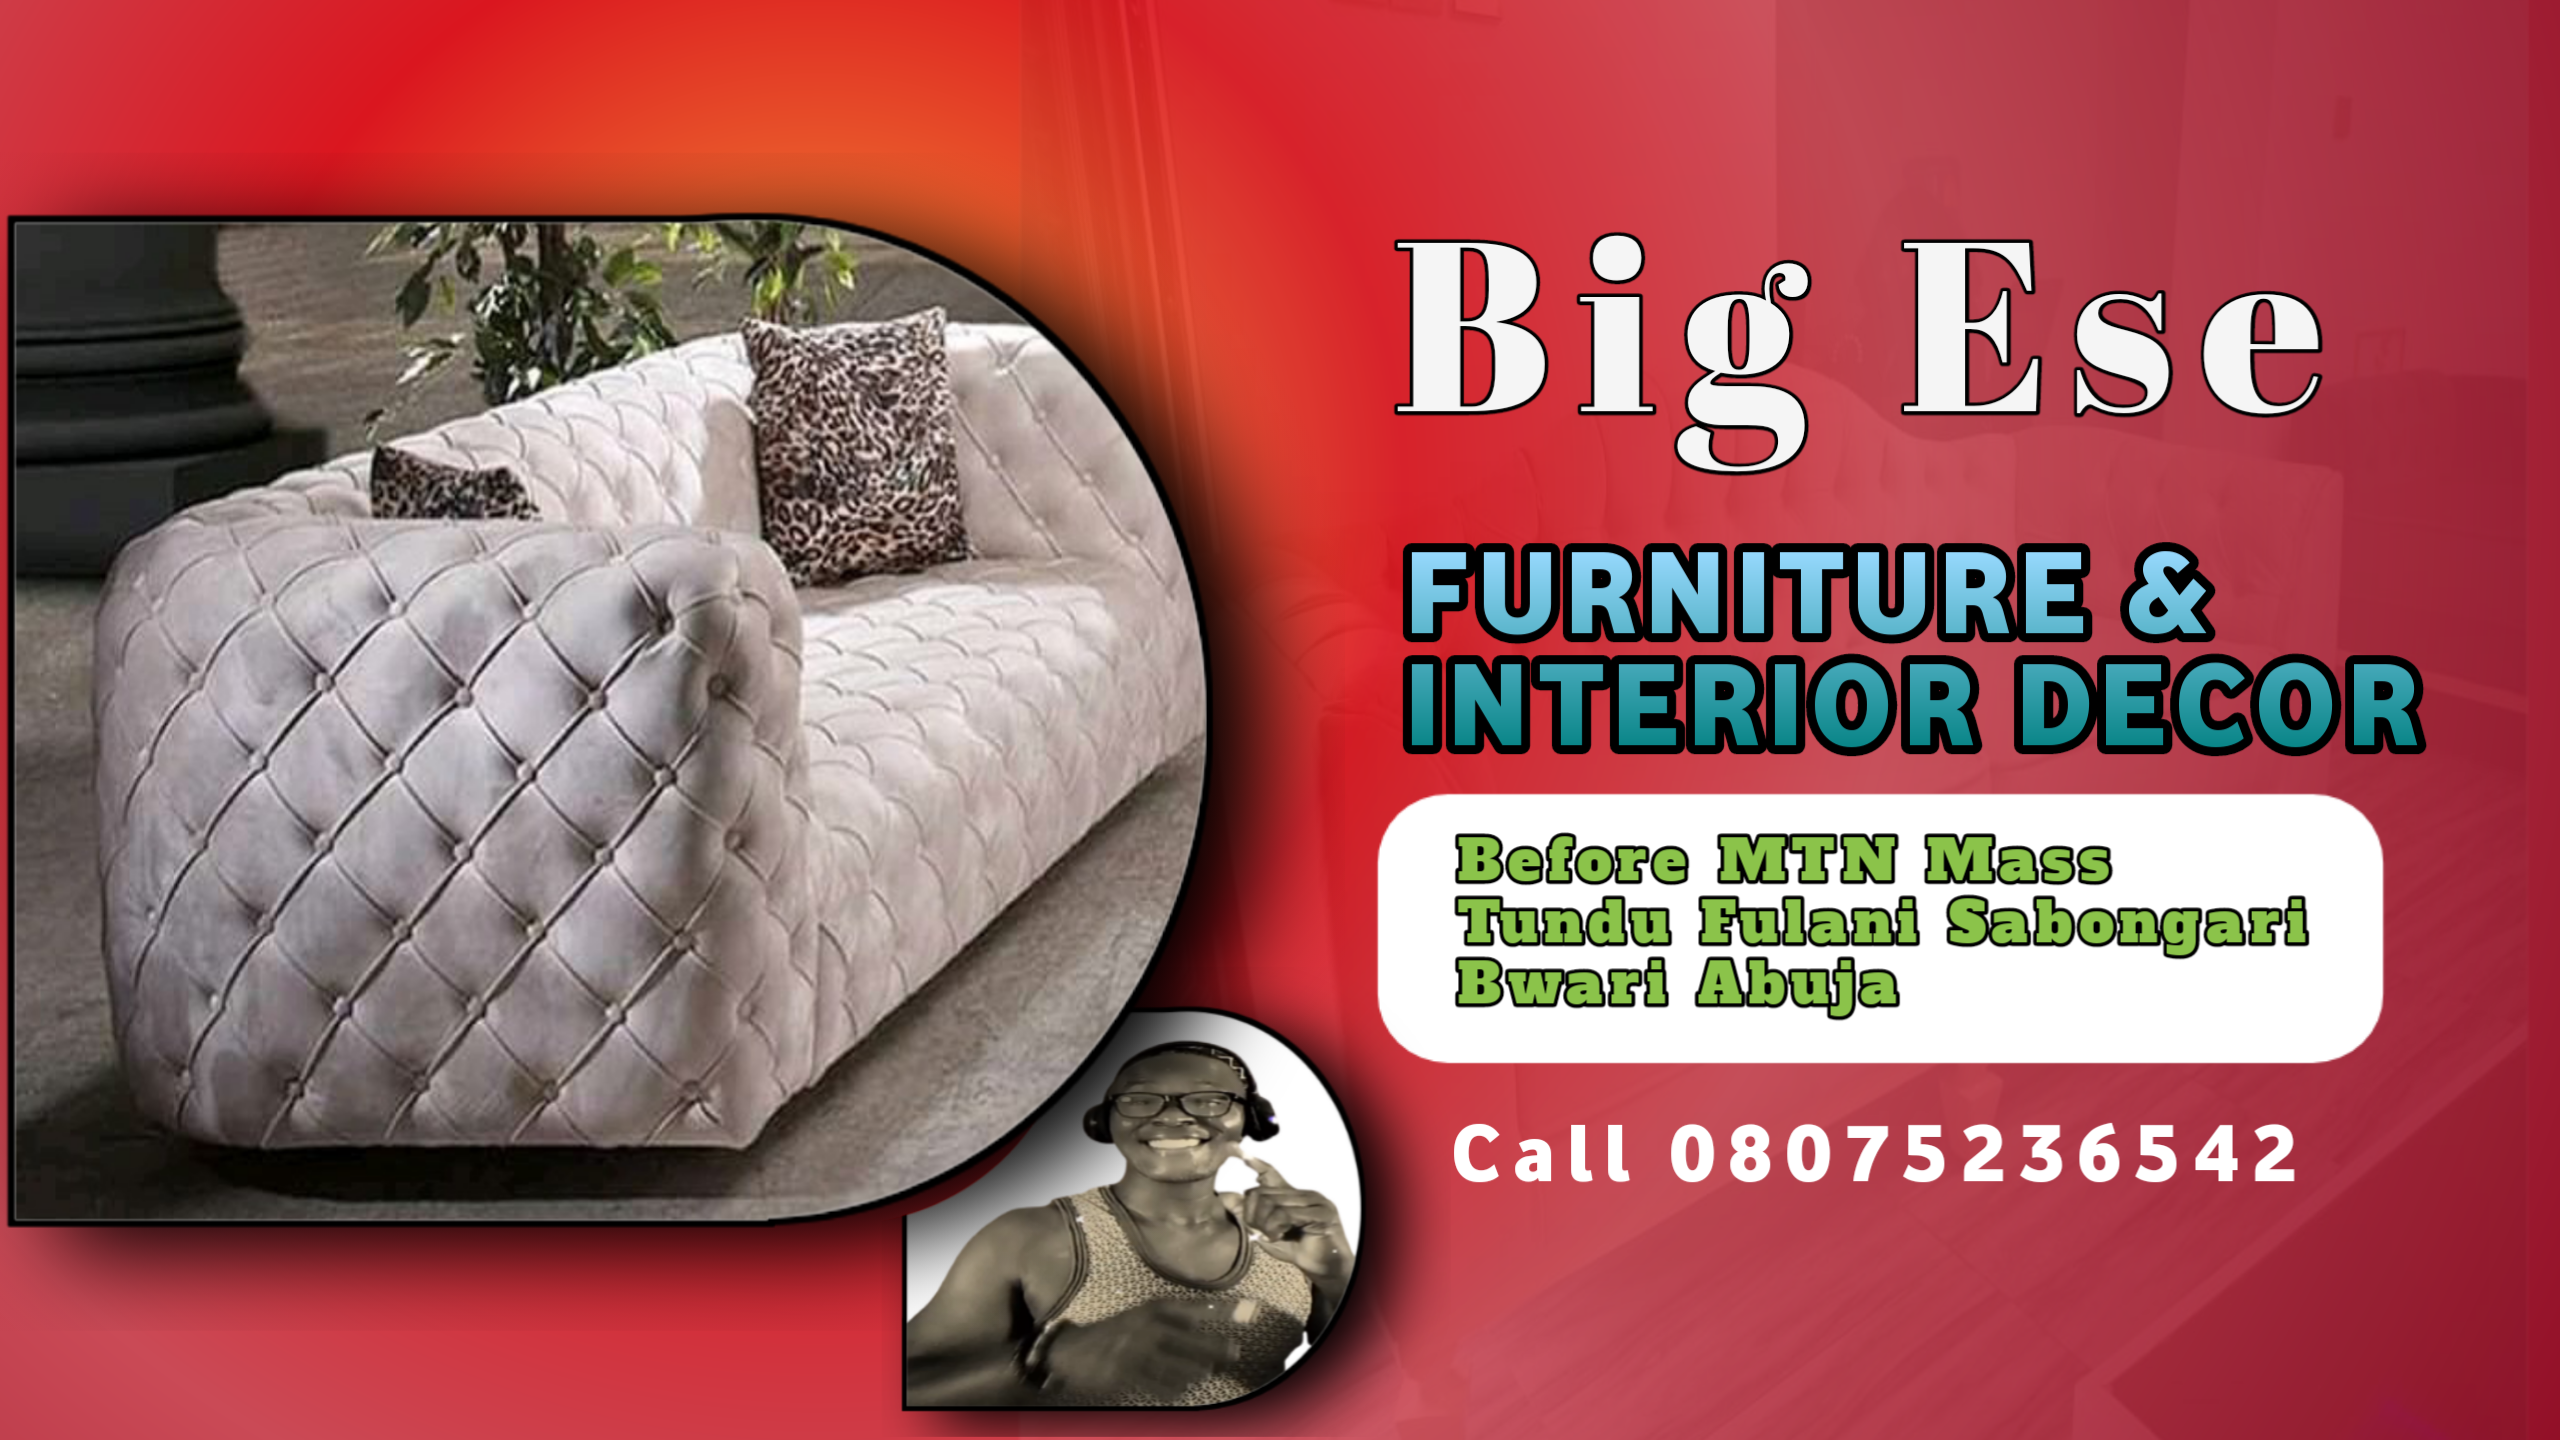 Big Ese
FURNITURE &
INTERIOR DECOR
Before MTN Mass
Tundu Fulani Sabongari
Bwari Abuja
Call 08075236542